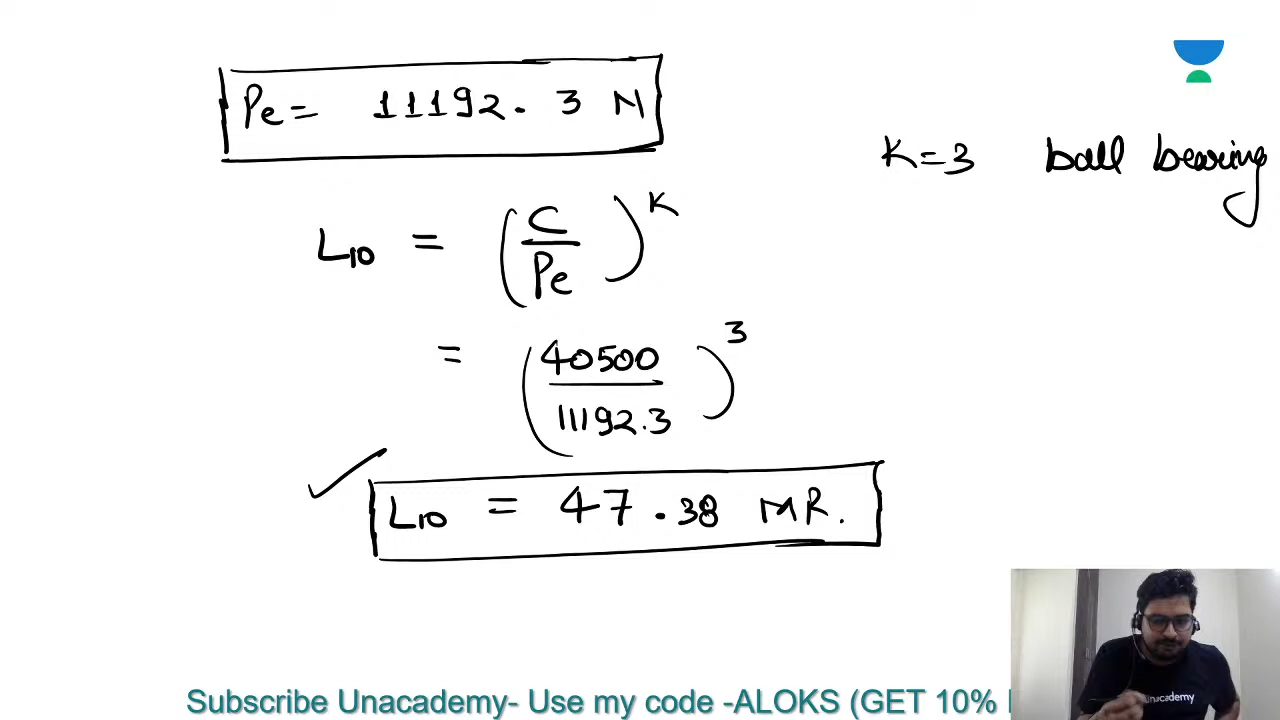 Pe = 11192.3 N
K=3 ball bearing
L10 = (C/Pe)^K
= (40500/11192.3)^3
L10 = 47.38 MR.
unacademy
Subscribe Unacademy- Use my code -ALOKS (GET 10%